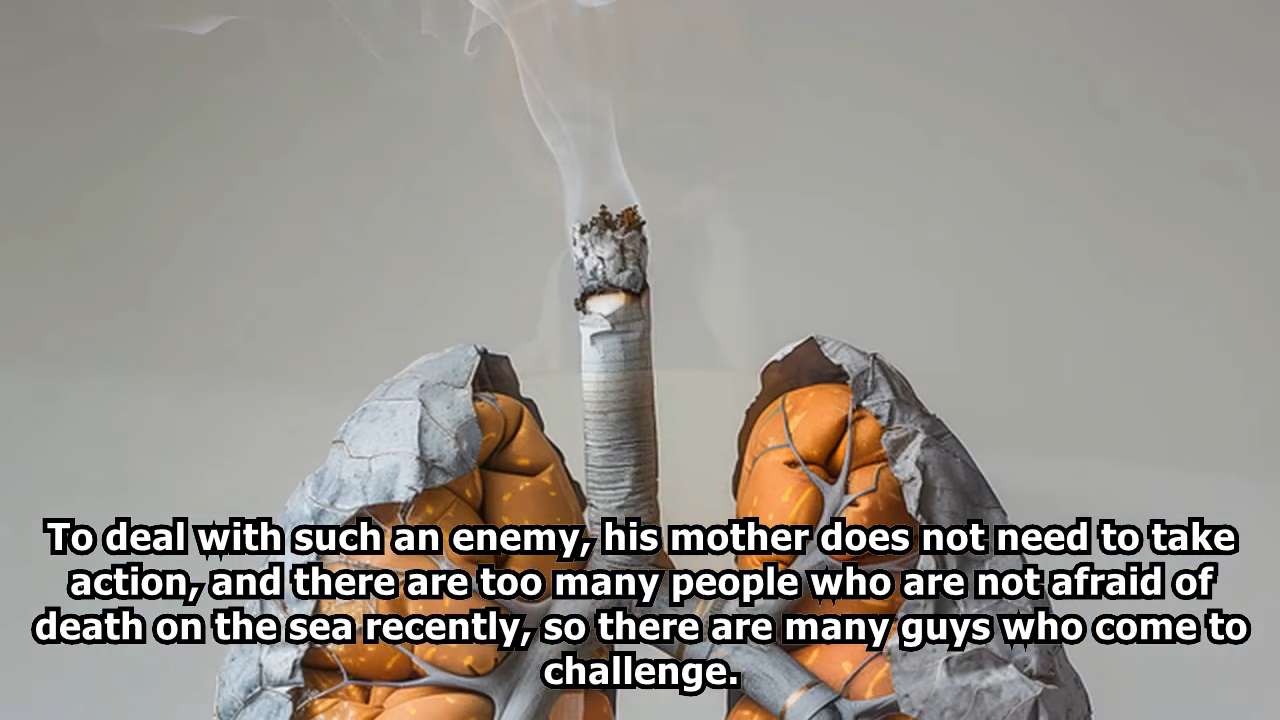 To deal with such an enemy, his mother does not need to take
action, and there are too many people who are not afraid of
death on the sea recently, so there are many guys who come to
challenge.